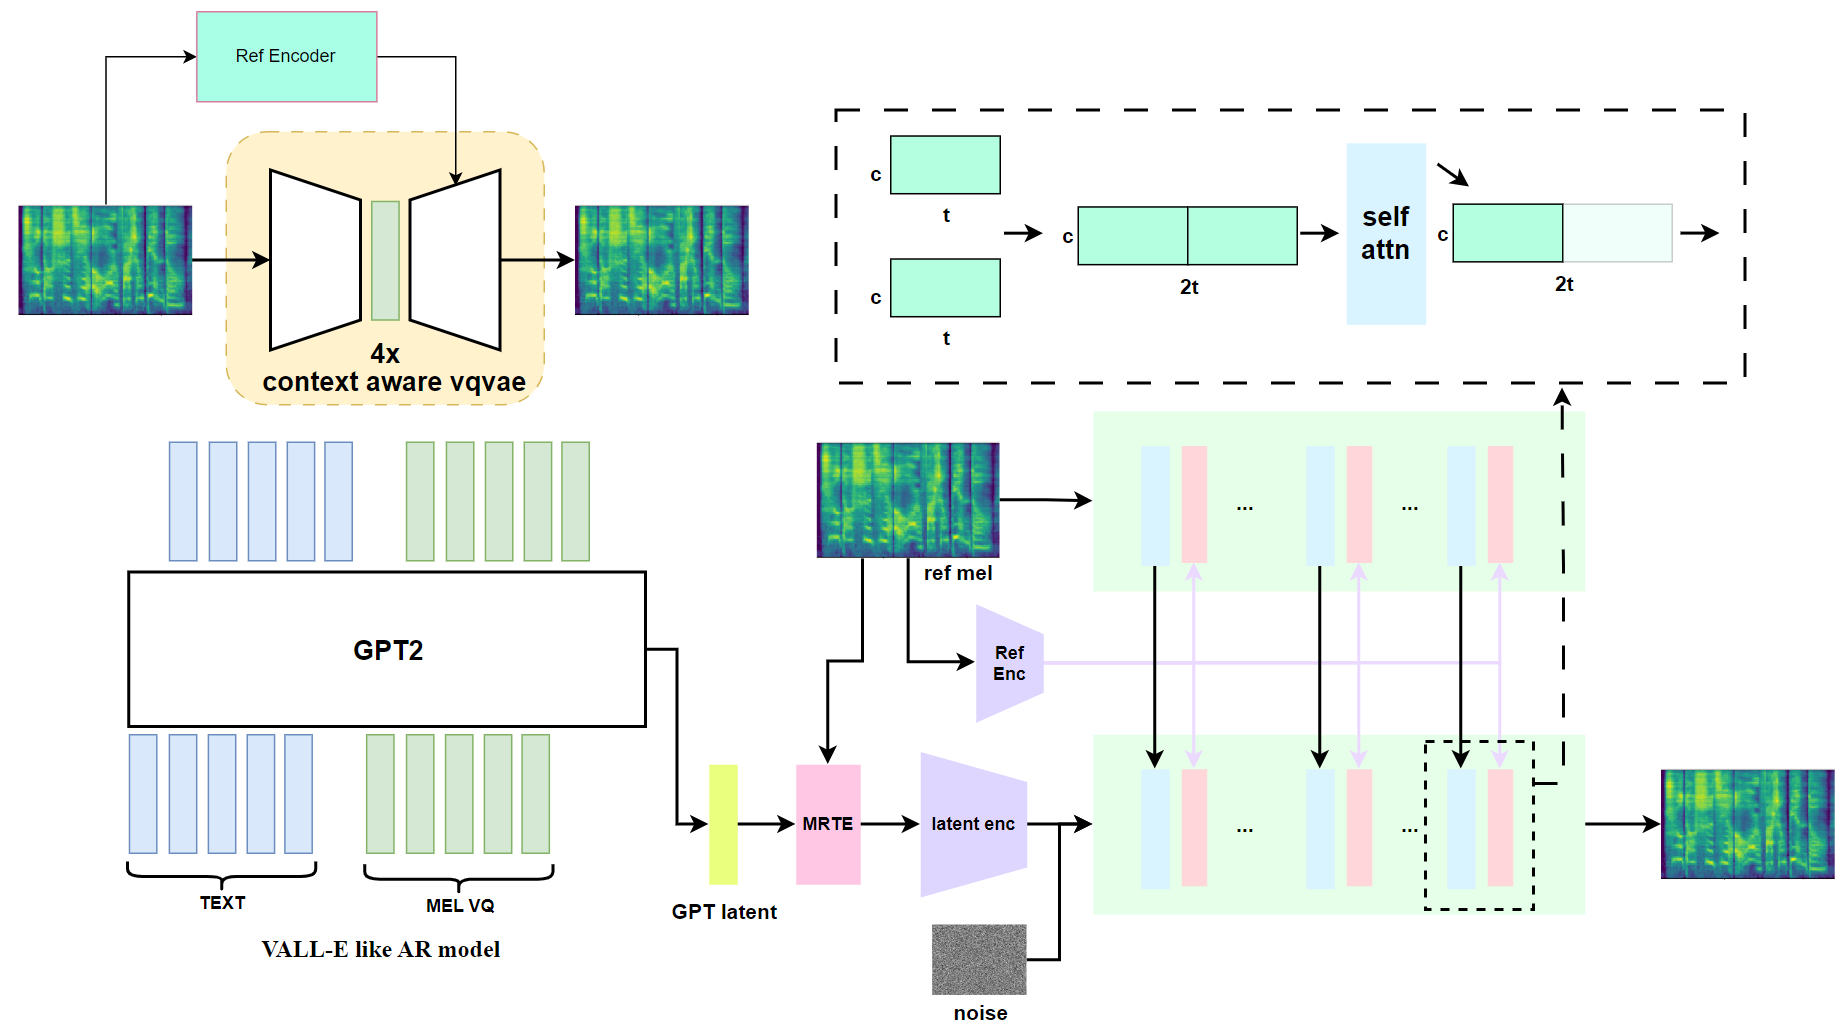 Ref Encoder
4x
context aware vqvae
c
t
c
t
c
2t
self
attn
c
2t
GPT2
TEXT
MEL VQ
VALL-E like AR model
ref mel
Ref
Enc
...
...
GPT latent
MRTE
latent enc
noise
...
...